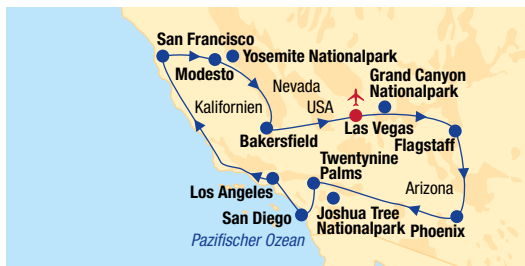 San Francisco
Yosemite Nationalpark
Modesto
Nevada
Grand Canyon
Nationalpark
Kalifornien
USA
Bakersfield
Las Vegas
Flagstaff
Twentynine
Palms
Los Angeles
Arizona
San Diego
Joshua Tree
Nationalpark
Phoenix
Pazifischer Ozean